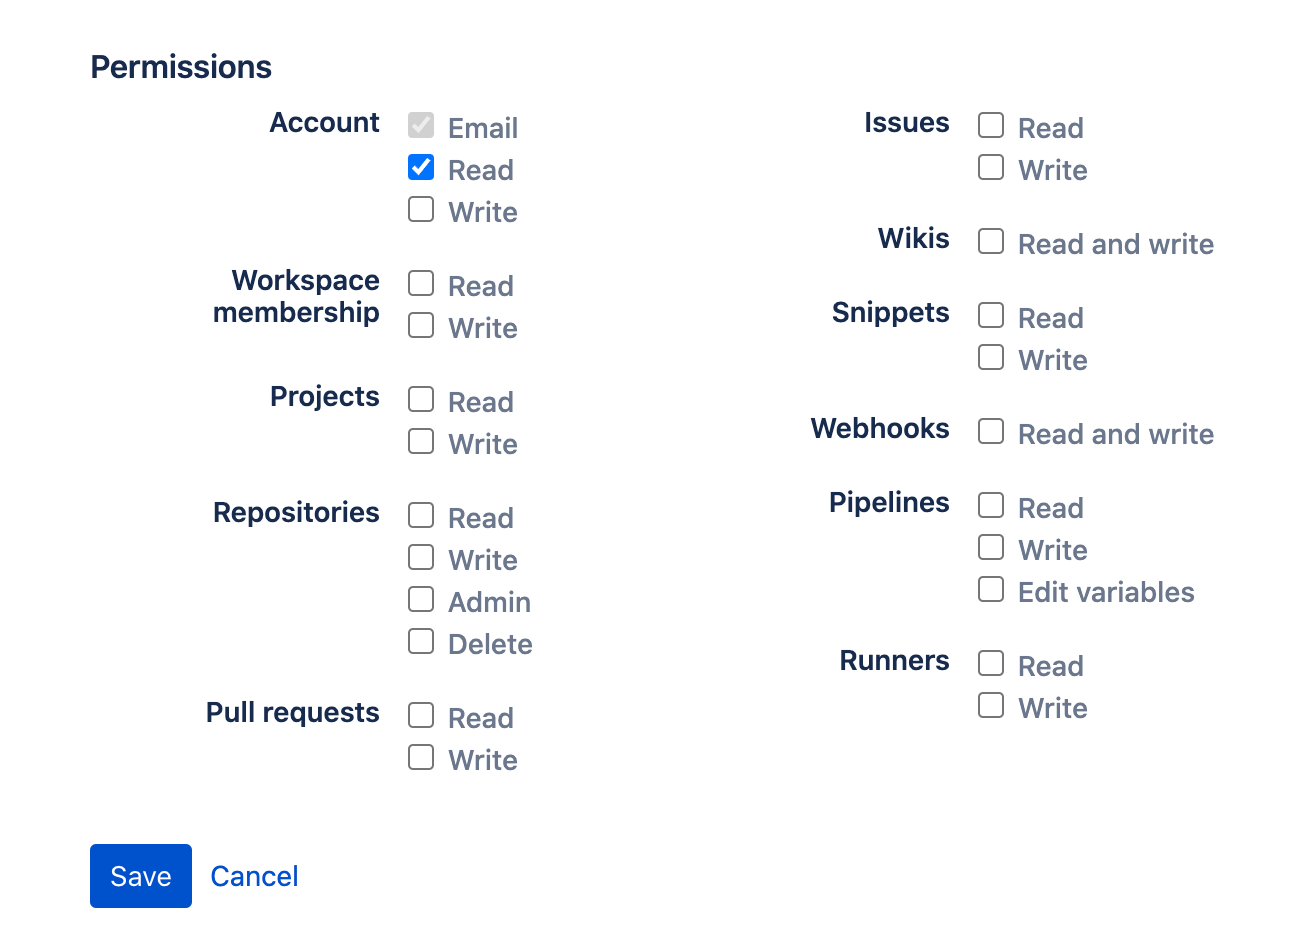 Permissions
Account
Email
Read
Write
Workspace
membership
Read
Write
Projects
Read
Write
Repositories
Read
Write
Admin
Delete
Pull requests
Read
Write
Issues
Read
Write
Wikis
Read and write
Snippets
Read
Write
Webhooks
Read and write
Pipelines
Read
Write
Edit variables
Runners
Read
Write
Save
Cancel